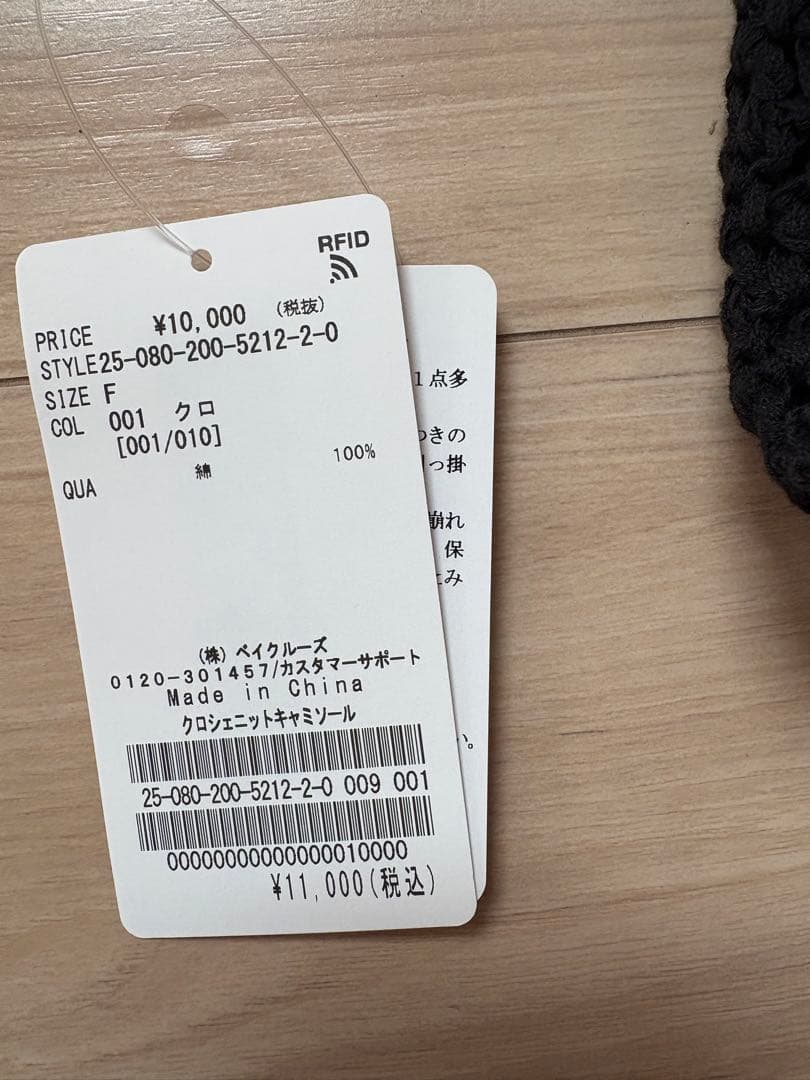 RFID
PRICE ¥10,000 (税抜)
STYLE 25-080-200-5212-2-0
SIZE F
COL 001 クロ
[001/010]
QUA 綿 100%
(株) ベイクルーズ
0120-301457/カスタマーサポート
Made in China
クロシェニットキャミソール
25-080-200-5212-2-0 009 001
00000000000000010000
¥11,000(税込)
1点多
つきの
引っ掛
崩れ
保
とみ
い。